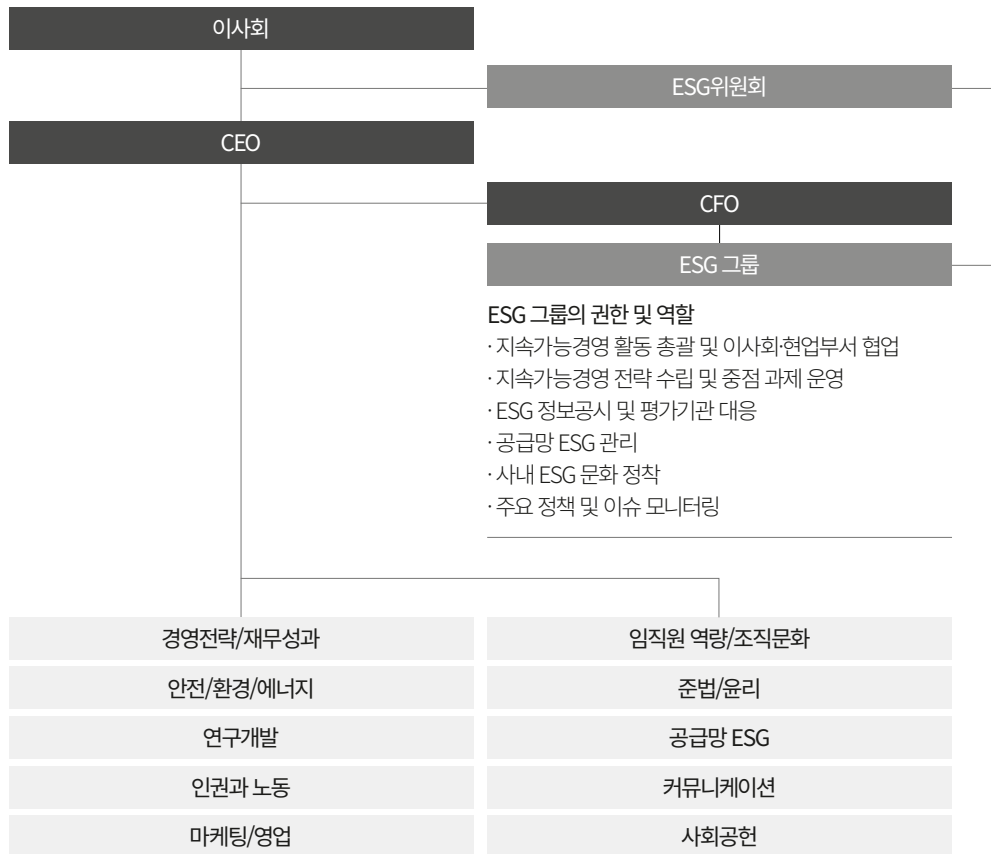 이사회
ESG위원회
CEO
CFO
ESG 그룹
ESG 그룹의 권한 및 역할
· 지속가능경영 활동 총괄 및 이사회·현업부서 협업
· 지속가능경영 전략 수립 및 중점 과제 운영
· ESG 정보공시 및 평가기관 대응
· 공급망 ESG 관리
· 사내 ESG 문화 정착
· 주요 정책 및 이슈 모니터링
경영전략/재무성과
임직원 역량/조직문화
안전/환경/에너지
준법/윤리
연구개발
공급망 ESG
인권과 노동
커뮤니케이션
마케팅/영업
사회공헌